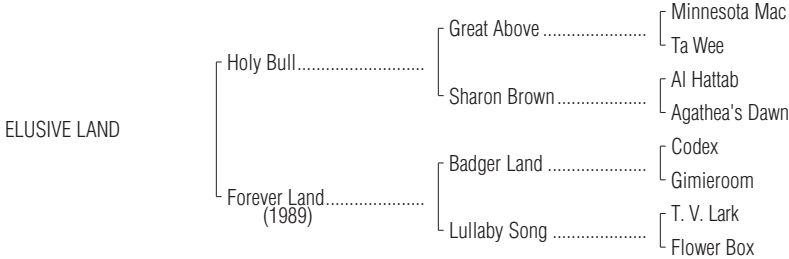 Minnesota Mac
Great Above ......................
Ta Wee
Holy Bull..........................
Al Hattab
Sharon Brown...................
Agathea's Dawn
ELUSIVE LAND
Codex
Badger Land .....................
Gimieroom
Forever Land....................
(1989)
T. V. Lark
Lullaby Song ....................
Flower Box